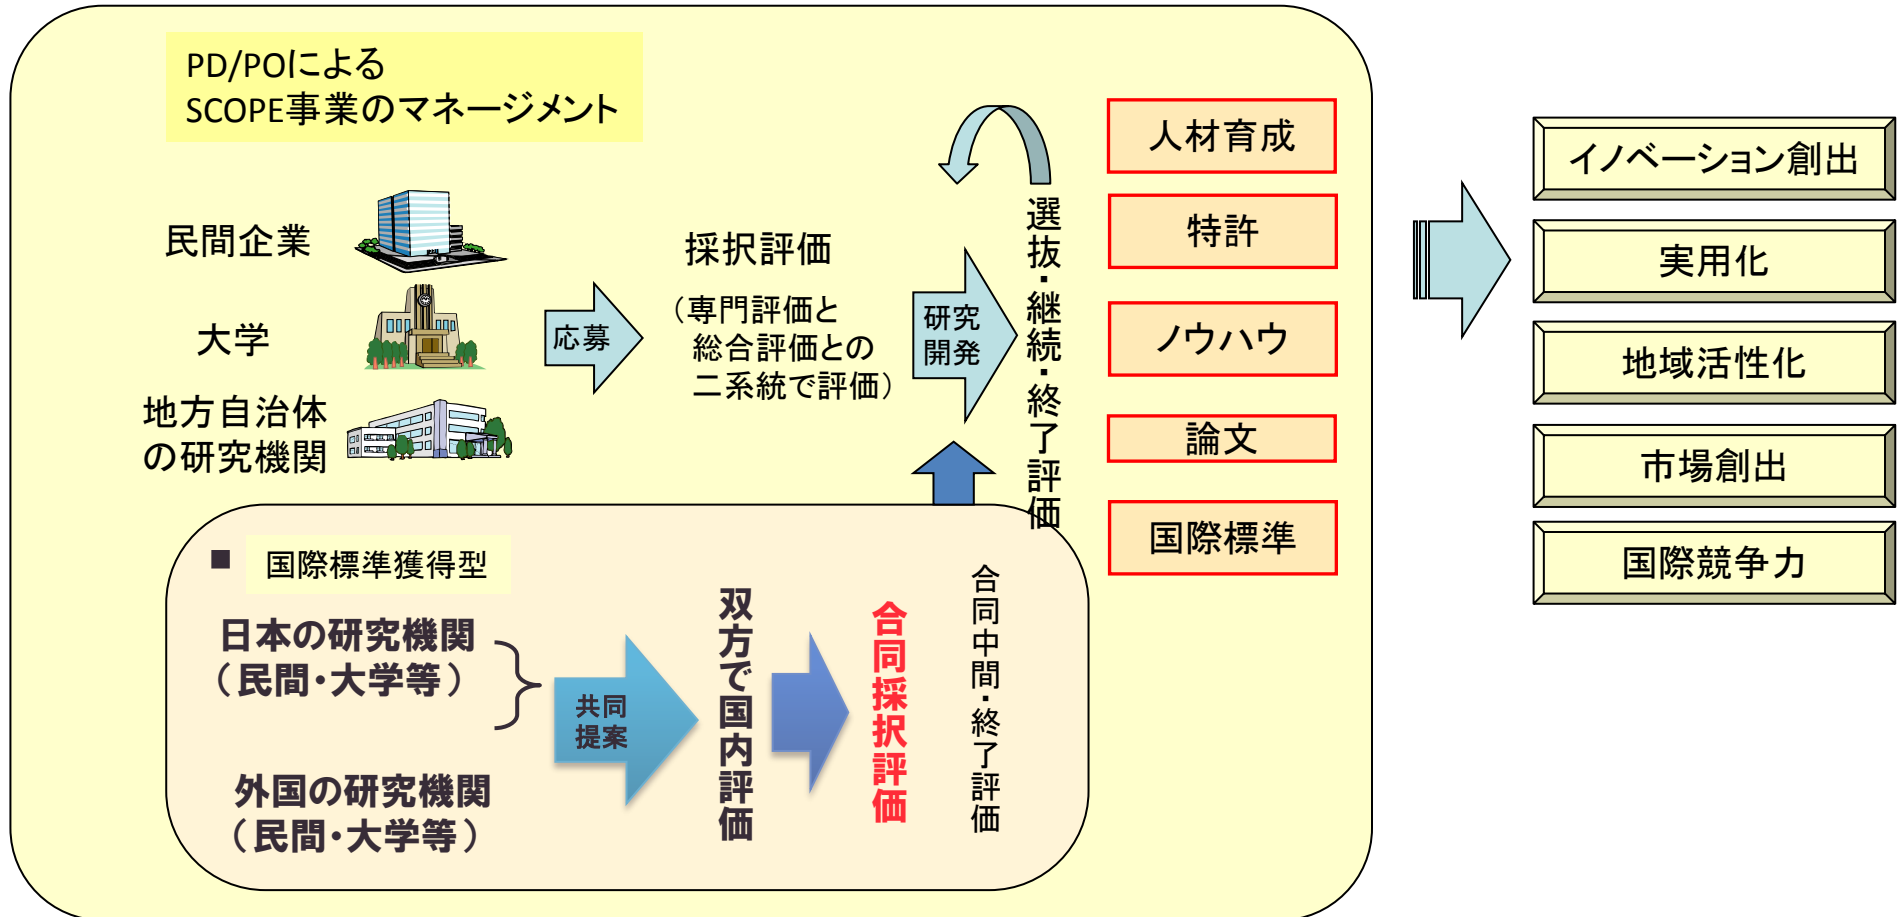 PD/POによる
SCOPE事業のマネージメント
民間企業
大学
地方自治体
の研究機関
応募
採択評価
（専門評価と
総合評価との
二系統で評価）
研究
開発
選抜・継続・終了評価
人材育成
特許
ノウハウ
論文
国際標準
■ 国際標準獲得型
日本の研究機関
（民間・大学等）
外国の研究機関
（民間・大学等）
共同
提案
双方で国内評価
合同採択評価
合同中間・終了評価
イノベーション創出
実用化
地域活性化
市場創出
国際競争力